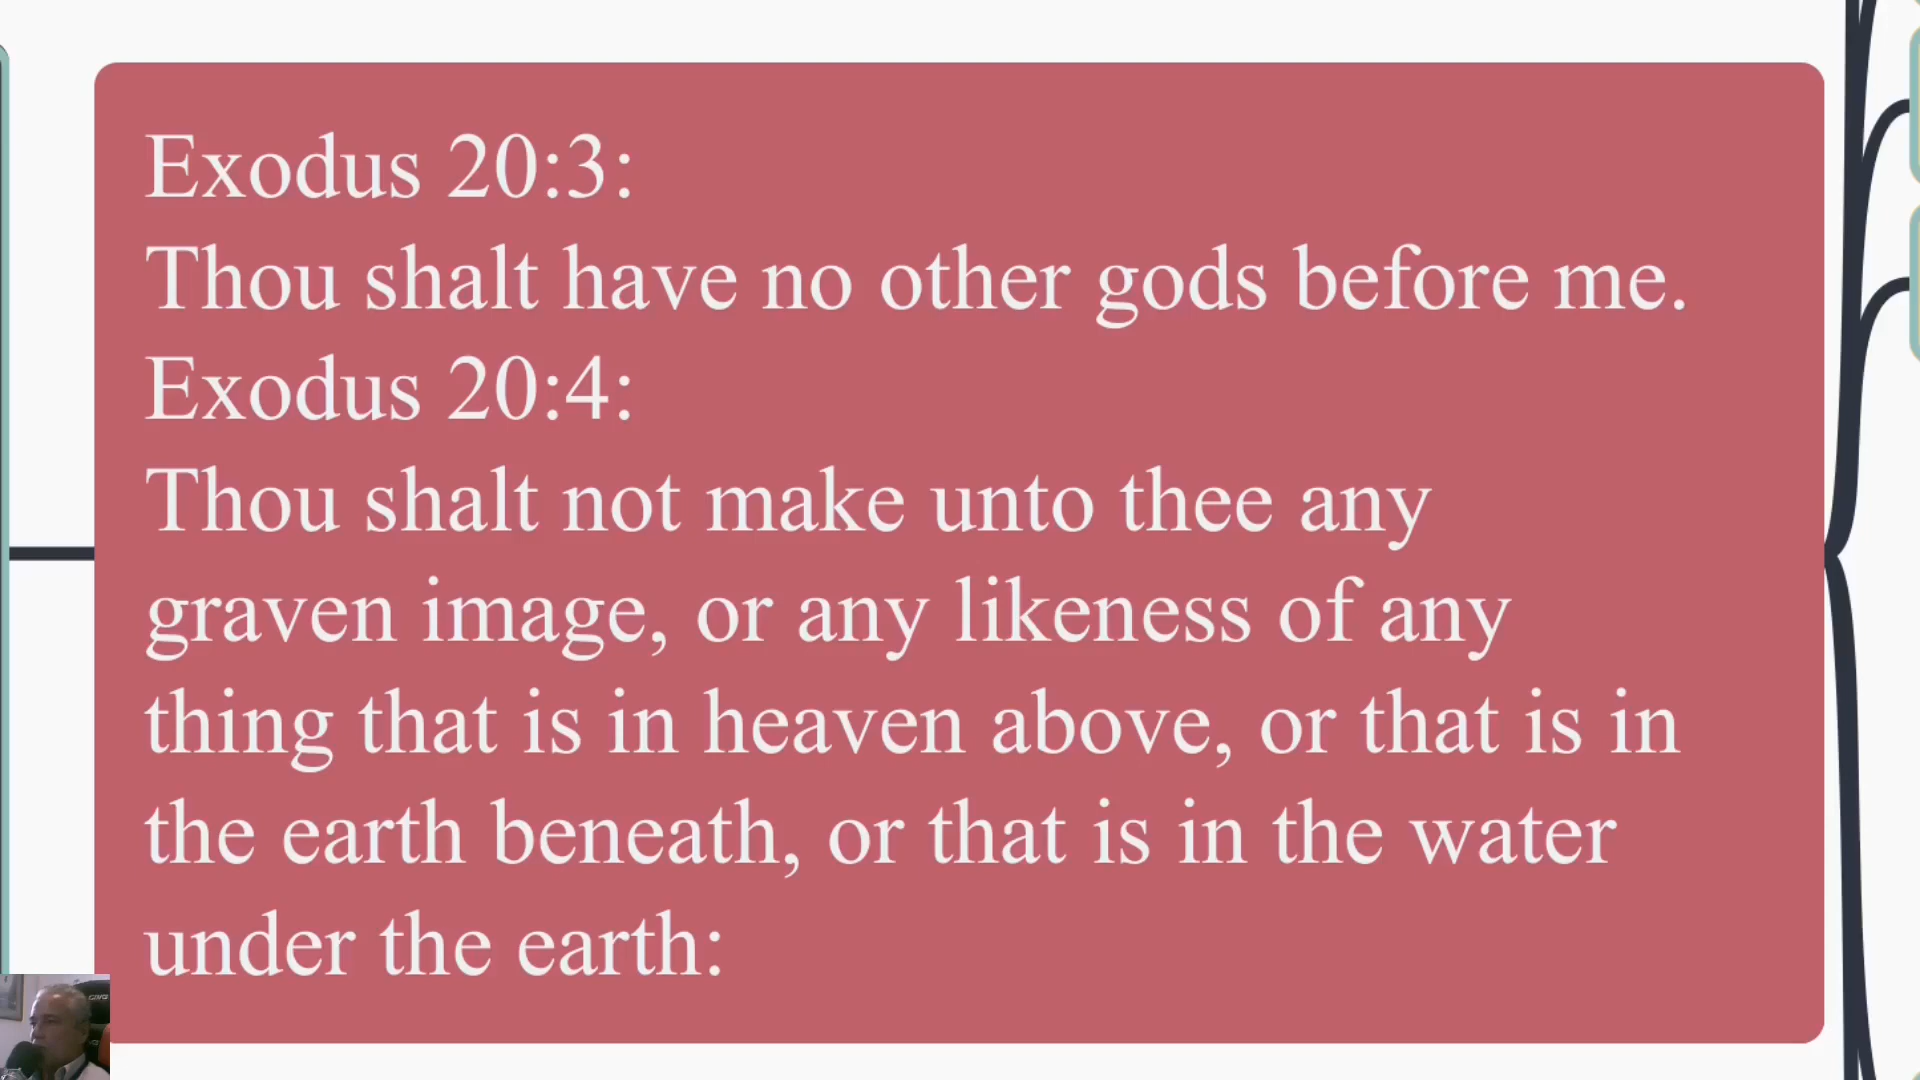 Exodus 20:3:
Thou shalt have no other gods before me.
Exodus 20:4:
Thou shalt not make unto thee any
graven image, or any likeness of any
thing that is in heaven above, or that is in
the earth beneath, or that is in the water
under the earth: